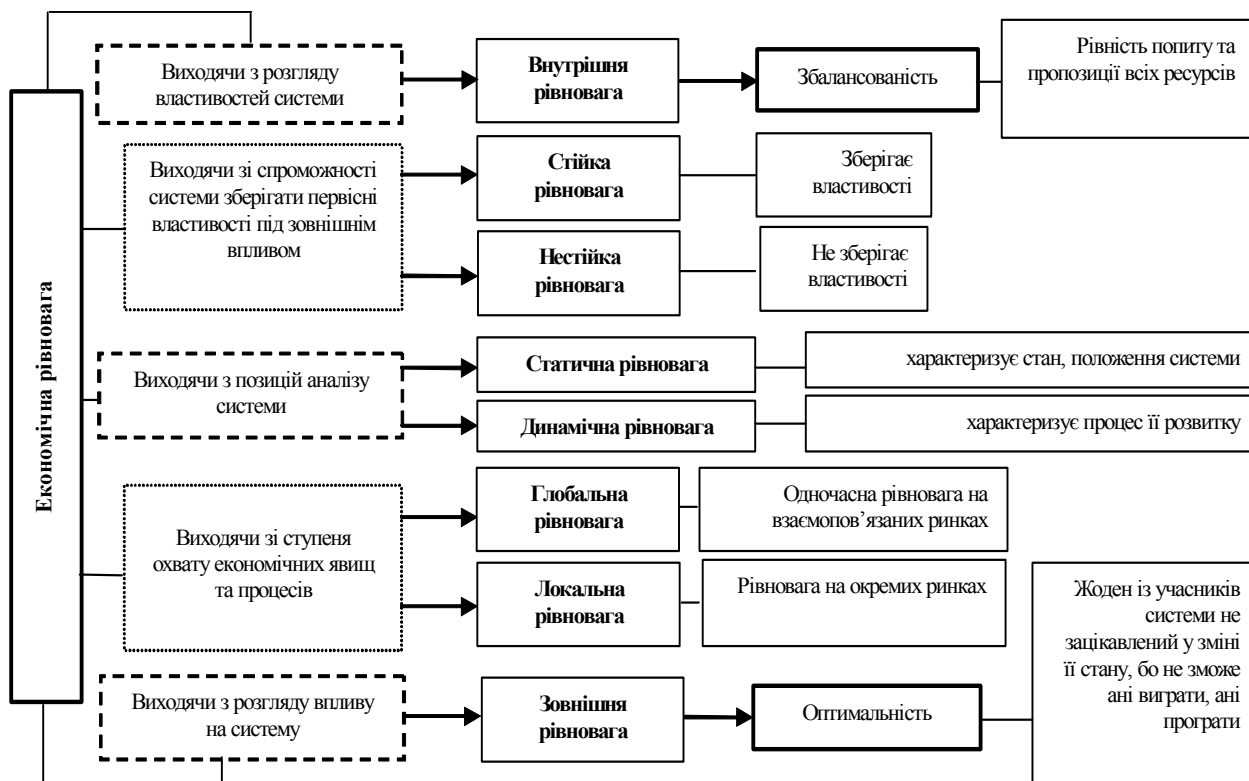 Економічна рівновага
Виходячи з розгляду
властивостей системи
Внутрішня
рівновага
Збалансованість
Рівність попиту та
пропозиції всіх ресурсів
Виходячи зі спроможності
системи зберігати первісні
властивості під зовнішнім
впливом
Стійка
рівновага
Зберігає
властивості
Нестійка
рівновага
Не зберігає
властивості
Виходячи з позицій аналізу
системи
Статична рівновага
характеризує стан, положення системи
Динамічна рівновага
характеризує процес її розвитку
Виходячи зі ступеня
охвату економічних явищ
та процесів
Глобальна
рівновага
Одночасна рівновага на
взаємопов’язаних ринках
Локальна
рівновага
Рівновага на окремих ринках
Виходячи з розгляду впливу
на систему
Зовнішня
рівновага
Оптимальність
Жоден із учасників
системи не
зацікавлений у зміні
її стану, бо не зможе
ані виграти, ані
програти